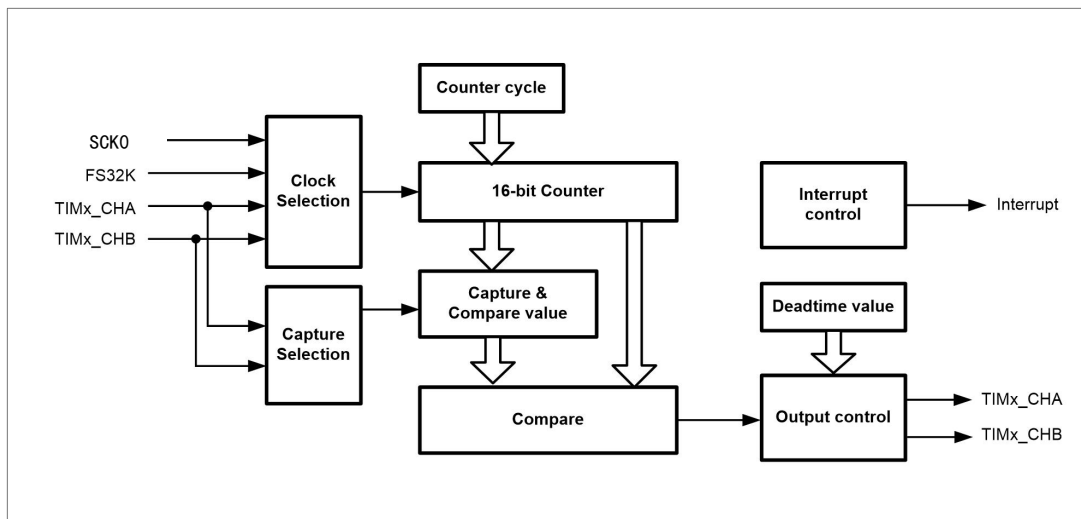 Counter cycle
SCKO
FS32K
TIMx_CHA
TIMx_CHB
Clock
Selection
16-bit Counter
Interrupt
control
Interrupt
Capture &
Compare value
Capture
Selection
Deadtime value
Compare
Output control
TIMx_CHA
TIMx_CHB